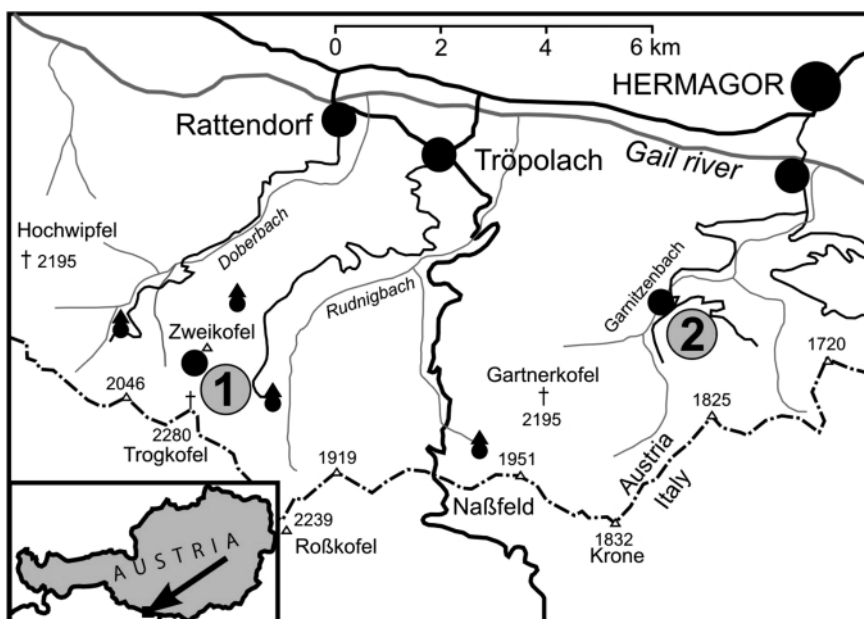 0 2 4 6 km
HERMAGOR
Rattendorf
Tröpolach
Gail river
Hochwipfel
† 2195
Doberbach
Rudnigbach
Garnitzenbach
Zweikofel
1
2
2046
2280
Trogkofel
Gartnerkofel
†
2195
1720
1825
1919
1951
Naßfeld
Austria
Italy
2239
Roßkofel
1832
Krone
AUSTRIA